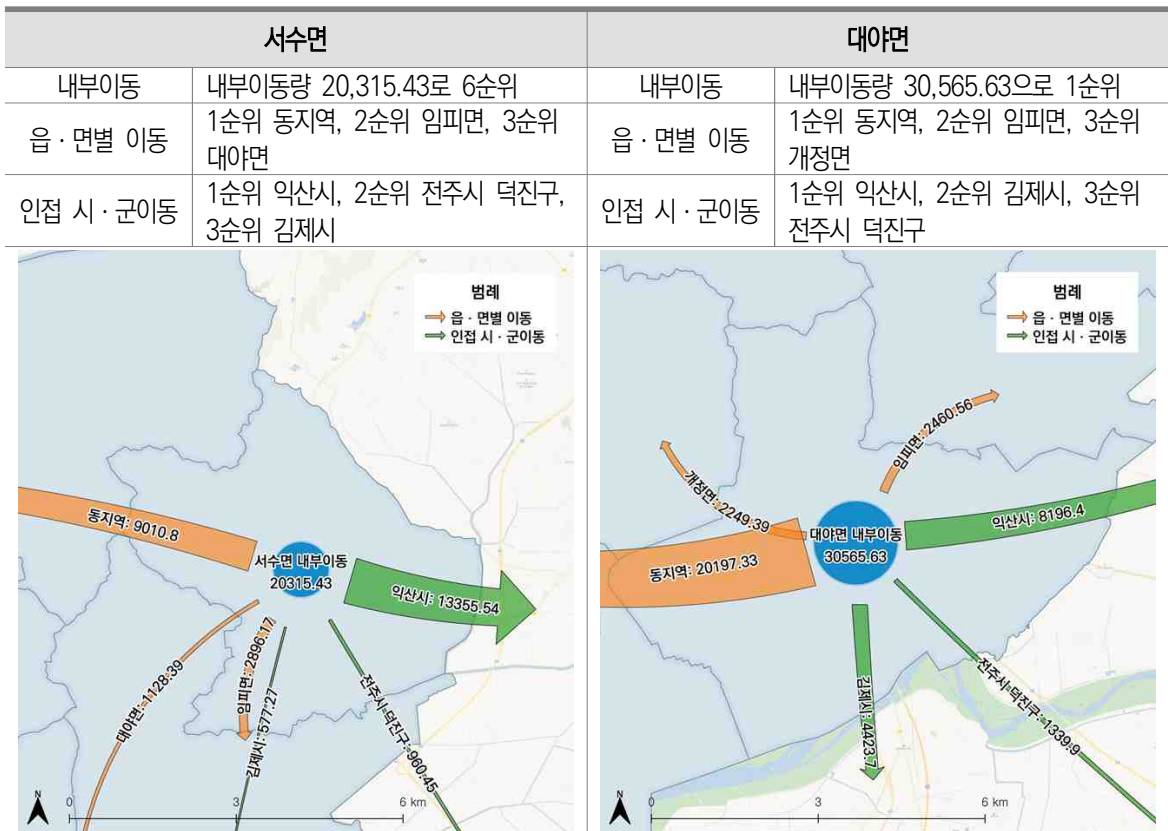 서수면
대야면
내부이동
내부이동량 20,315.43로 6순위
내부이동
내부이동량 30,565.63으로 1순위
읍·면별 이동
1순위 동지역, 2순위 임피면, 3순위
대야면
읍·면별 이동
1순위 동지역, 2순위 임피면, 3순위
개정면
인접 시·군이동
1순위 익산시, 2순위 전주시 덕진구,
3순위 김제시
인접 시·군이동
1순위 익산시, 2순위 김제시, 3순위
전주시 덕진구
범례
읍·면별 이동
인접 시·군이동
동지역: 9010.8
서수면 내부이동
20315.43
익산시: 13355.54
대야면: 1128.39
임피면: 2896.17
김제시: 577.27
전주시 덕진구: 960.45
N
0
3
6 km
범례
읍·면별 이동
인접 시·군이동
임피면: 2460.56
개정면: 2249.39
대야면 내부이동
30565.63
익산시: 8196.4
동지역: 20197.33
김제시: 4423.7
전주시 덕진구: 1339.9
N
0
3
6 km